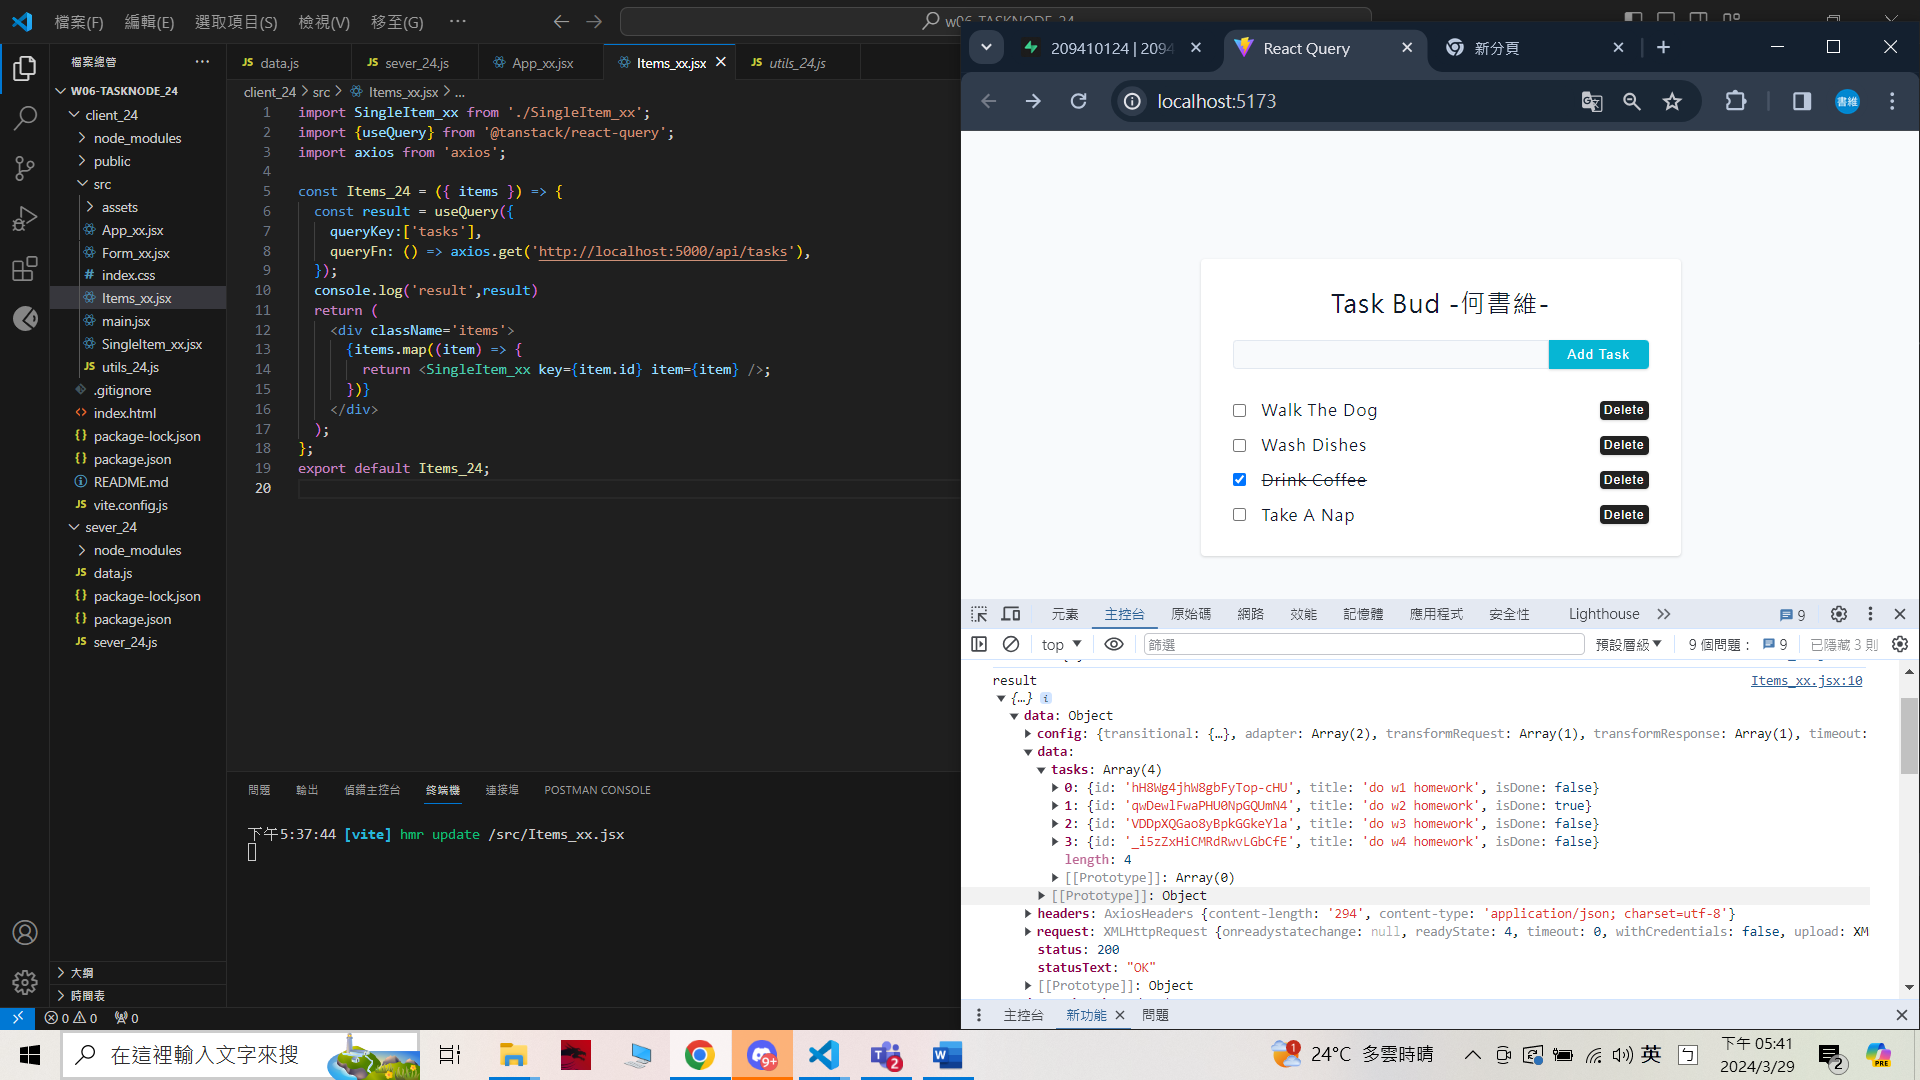 檔案(F) 編輯(E) 選取項目(S) 檢視(V) 移至(G) ···
檔案總管
W06-TASKNODE_24
client_24
node_modules
public
src
assets
App_xx.jsx
Form_xx.jsx
index.css
Items_xx.jsx
main.jsx
SingleItem_xx.jsx
utils_24.js
.gitignore
index.html
package-lock.json
package.json
README.md
vite.config.js
sever_24
node_modules
data.js
package-lock.json
package.json
sever_24.js
大綱
時間表
data.js sever_24.js App_xx.jsx Items_xx.jsx utils_24.js
client_24 > src > Items_xx.jsx > ...
1 import SingleItem_xx from './SingleItem_xx';
2 import {useQuery} from '@tanstack/react-query';
3 import axios from 'axios';
4
5 const Items_24 = ({ items }) => {
6 const result = useQuery({
7 queryKey:['tasks'],
8 queryFn: () => axios.get('http://localhost:5000/api/tasks'),
9 });
10 console.log('result',result)
11 return (
12 <div className='items'>
13 {items.map((item) => {
14 return <SingleItem_xx key={item.id} item={item} />;
15 })}
16 </div>
17 );
18 };
19 export default Items_24;
20
問題 輸出 偵錯主控台 終端機 連接埠 POSTMAN CONSOLE
下午5:37:44 [vite] hmr update /src/Items_xx.jsx
0 0 0
209410124 | 2094 React Query 新分頁
localhost:5173
書維
Task Bud -何書維-
Add Task
Walk The Dog Delete
Wash Dishes Delete
Drink Coffee Delete
Take A Nap Delete
元素 主控台 原始碼 網路 效能 記憶體 應用程式 安全性 Lighthouse 9
top 篩選 預設層級 9 個問題： 9 已隱藏 3 則
result Items_xx.jsx:10
{…}
data: Object
config: {transitional: {…}, adapter: Array(2), transformRequest: Array(1), transformResponse: Array(1), timeout:
data:
tasks: Array(4)
0: {id: 'hH8Wg4jhW8gbFyTop-cHU', title: 'do w1 homework', isDone: false}
1: {id: 'qwDewlFwaPHU0NpGQUmN4', title: 'do w2 homework', isDone: true}
2: {id: 'VDDpXQGao8yBpkGGkeYla', title: 'do w3 homework', isDone: false}
3: {id: '_i5zZxHiCMRdRwvLGbCfE', title: 'do w4 homework', isDone: false}
length: 4
[[Prototype]]: Array(0)
[[Prototype]]: Object
headers: AxiosHeaders {content-length: '294', content-type: 'application/json; charset=utf-8'}
request: XMLHttpRequest {onreadystatechange: null, readyState: 4, timeout: 0, withCredentials: false, upload: XM
status: 200
statusText: "OK"
[[Prototype]]: Object
主控台 新功能 問題
在這裡輸入文字來搜 9+ 2 1 24°C 多雲時晴 英 下午 05:41
2024/3/29 2 PRE